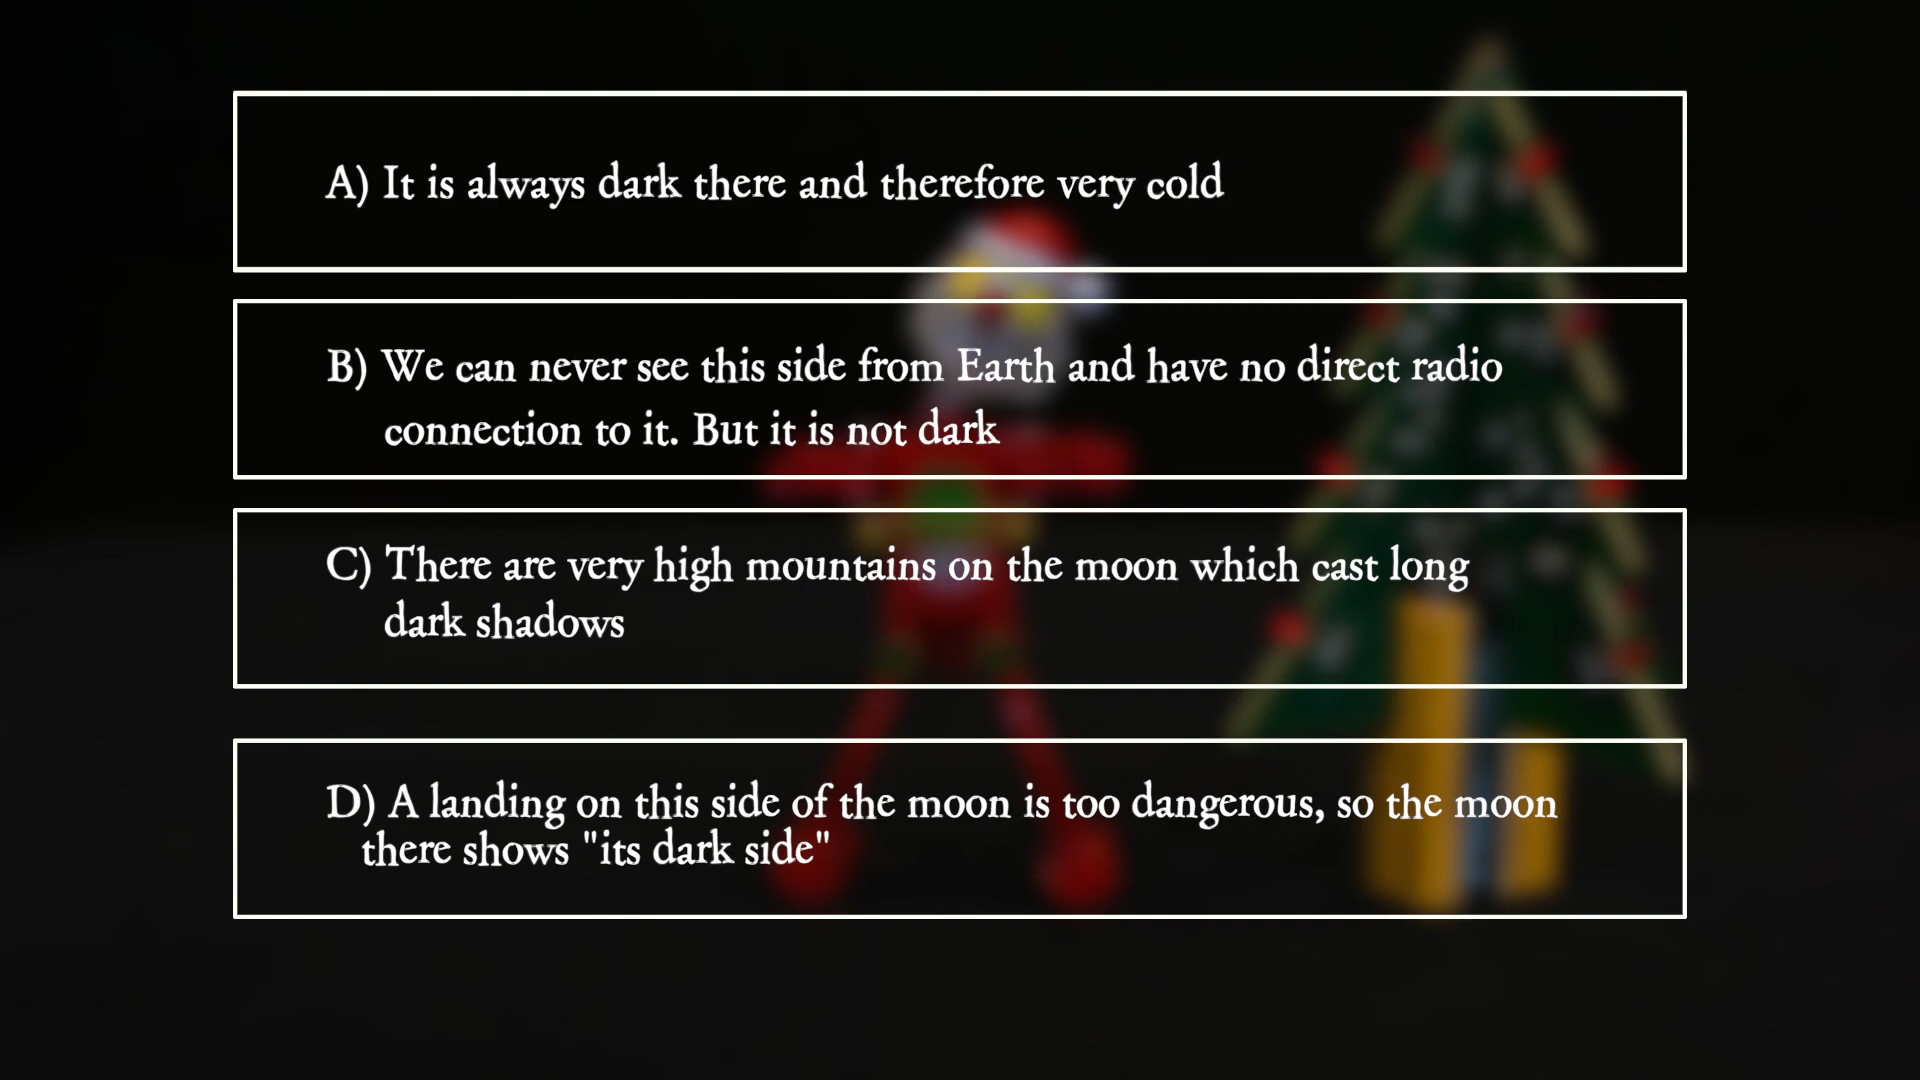 A) It is always dark there and therefore very cold
B) We can never see this side from Earth and have no direct radio
connection to it. But it is not dark
C) There are very high mountains on the moon which cast long
dark shadows
D) A landing on this side of the moon is too dangerous, so the moon
there shows "its dark side"